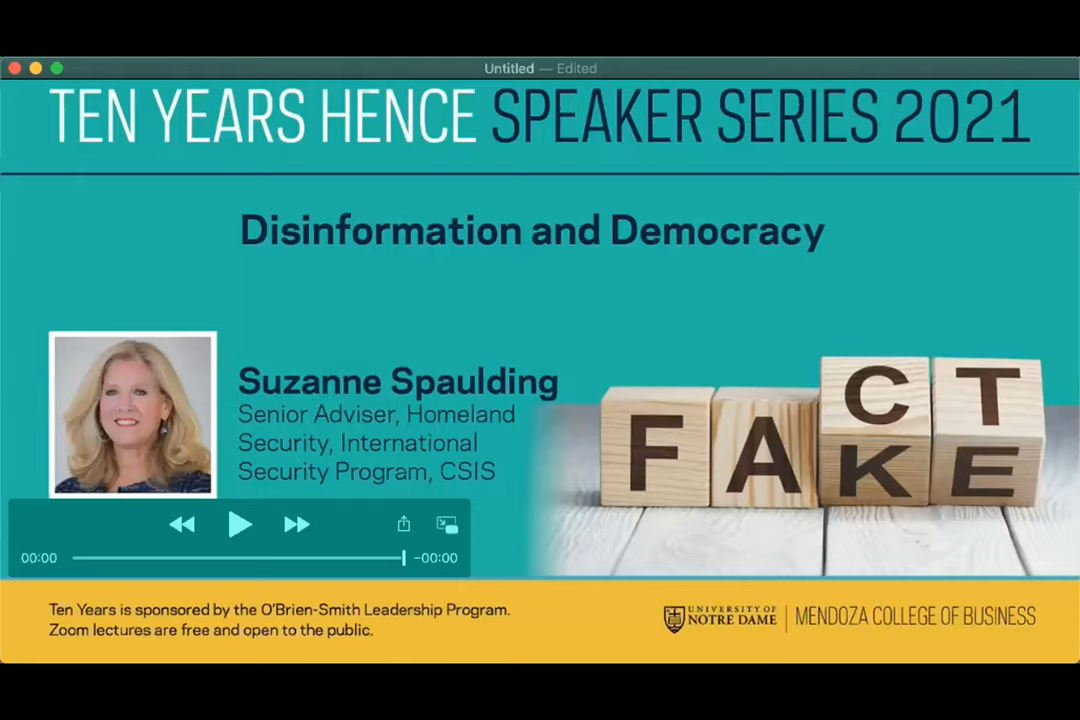 Untitled — Edited
TEN YEARS HENCE SPEAKER SERIES 2021
Disinformation and Democracy
Suzanne Spaulding
Senior Adviser, Homeland
Security, International
Security Program, CSIS
CT
FAKE
00:00
-00:00
Ten Years is sponsored by the O'Brien-Smith Leadership Program.
Zoom lectures are free and open to the public.
UNIVERSITY OF
NOTRE DAME
MENDOZA COLLEGE OF BUSINESS